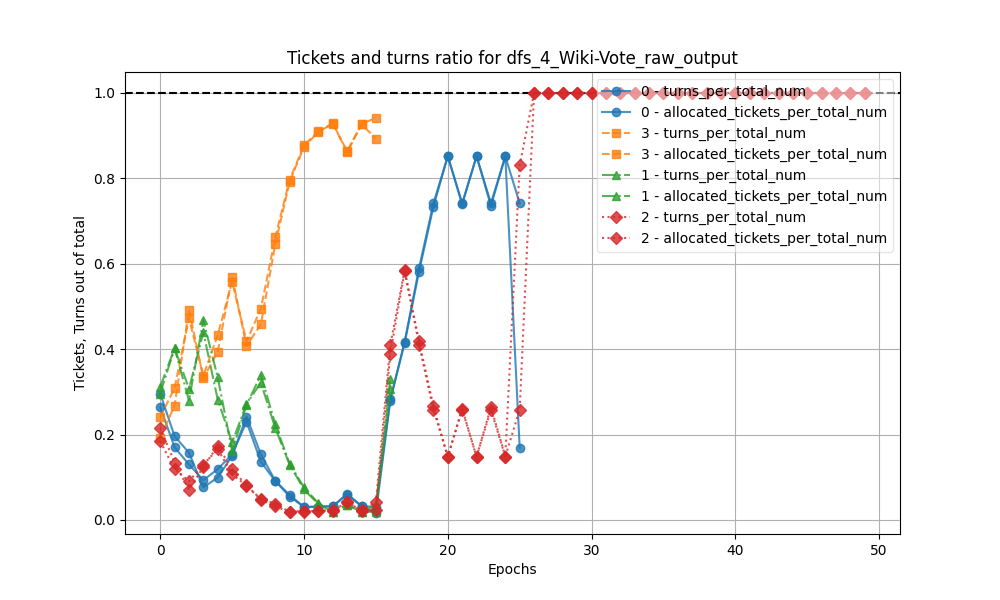 Tickets and turns ratio for dfs_4_Wiki-Vote_raw_output
Tickets, Turns out of total
1.0
0.8
0.6
0.4
0.2
0.0
0 - turns_per_total_num
0 - allocated_tickets_per_total_num
3 - turns_per_total_num
3 - allocated_tickets_per_total_num
1 - turns_per_total_num
1 - allocated_tickets_per_total_num
2 - turns_per_total_num
2 - allocated_tickets_per_total_num
0 10 20 30 40 50
Epochs